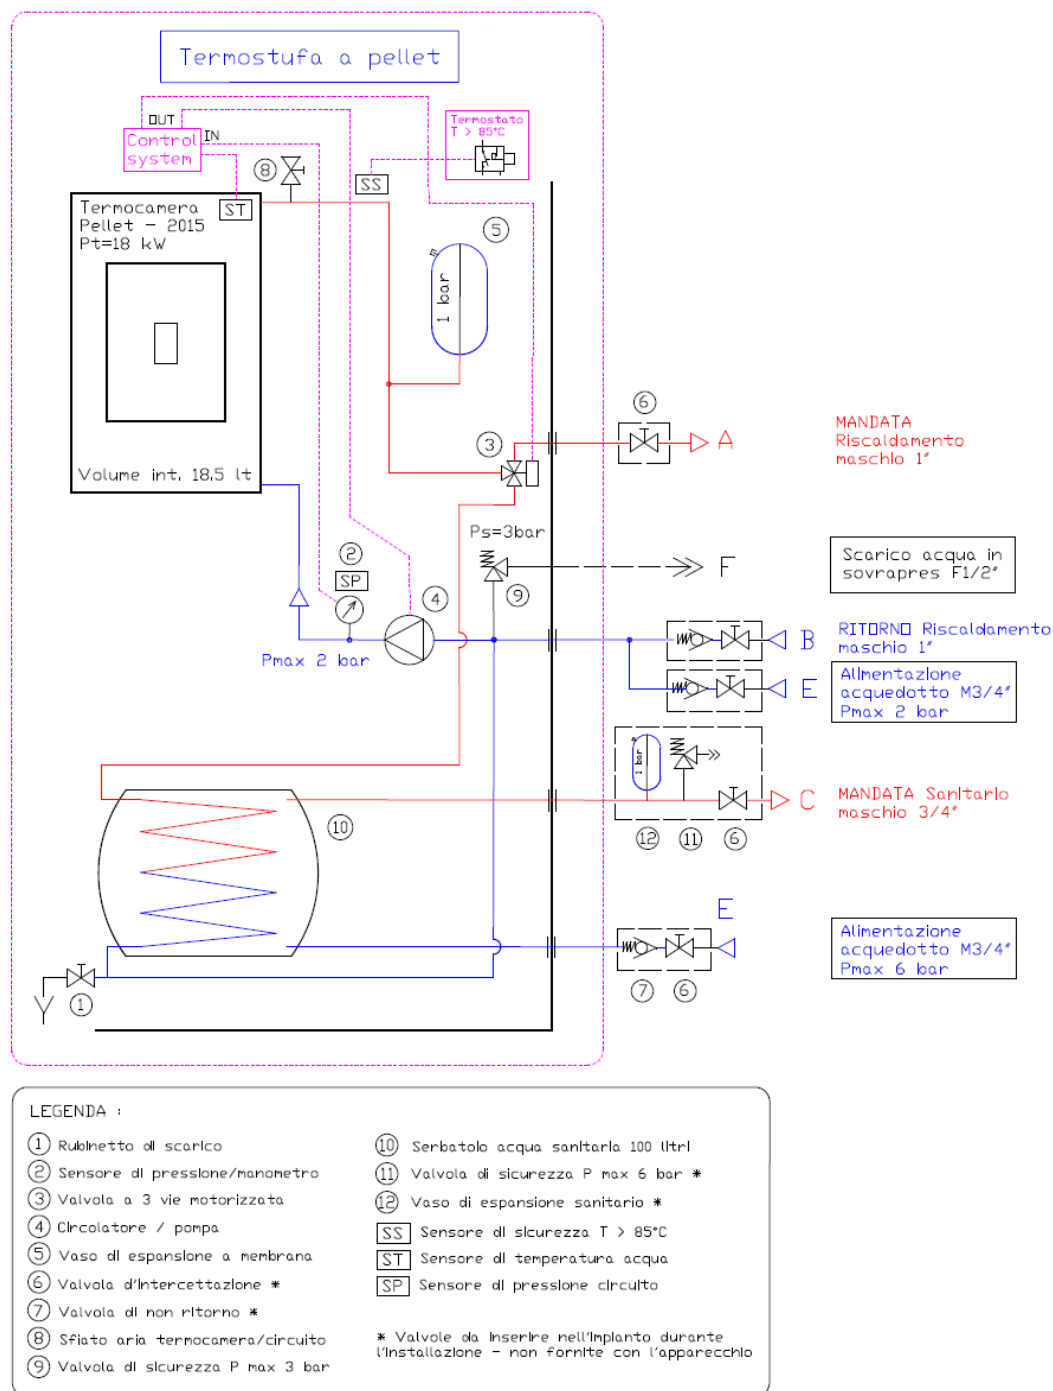 Termostufa a pellet
OUT
IN
Control
system
Termostato
T > 85°C
8
SS
5
Termocamera
Pellet - 2015
Pt=18 kW
ST
1 bar
6
3
A
MANDATA
Riscaldamento
maschio 1"
Volume int. 18.5 lt
Ps=3bar
2
SP
4
9
F
Scarico acqua in
sovrapres F1/2"
Pmax 2 bar
B
RITORNO Riscaldamento
maschio 1"
E
Alimentazione
acquedotto M3/4"
Pmax 2 bar
1 bar
C
MANDATA Sanitario
maschio 3/4"
10
12
11
6
E
Alimentazione
acquedotto M3/4"
Pmax 6 bar
7
6
1
LEGENDA :
1 Rubinetto di scarico
2 Sensore di pressione/manometro
3 Valvola a 3 vie motorizzata
4 Circolatore / pompa
5 Vaso di espansione a membrana
6 Valvola d'intercettazione *
7 Valvola di non ritorno *
8 Sfiato aria termocamera/circuito
9 Valvola di sicurezza P max 3 bar
10 Serbatoio acqua sanitaria 100 litri
11 Valvola di sicurezza P max 6 bar *
12 Vaso di espansione sanitario *
SS Sensore di sicurezza T > 85°C
ST Sensore di temperatura acqua
SP Sensore di pressione circuito
* Valvole da inserire nell'impianto durante
l'installazione - non fornite con l'apparecchio